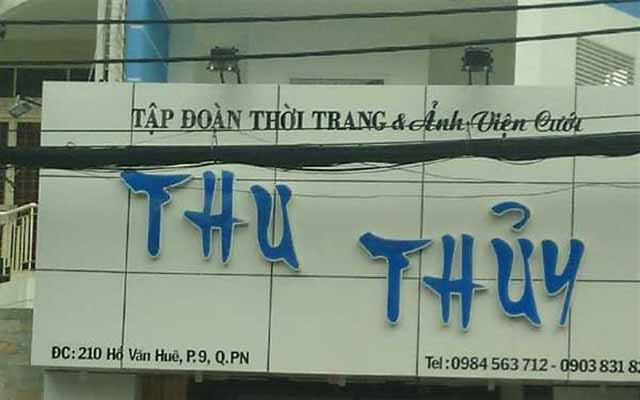 TẬP ĐOÀN THỜI TRANG & Ảnh Viện Cưới
THU
THỦY
ĐC: 210 Hồ Văn Huê, P.9, Q.PN
Tel: 0984 563 712 - 0903 831 82